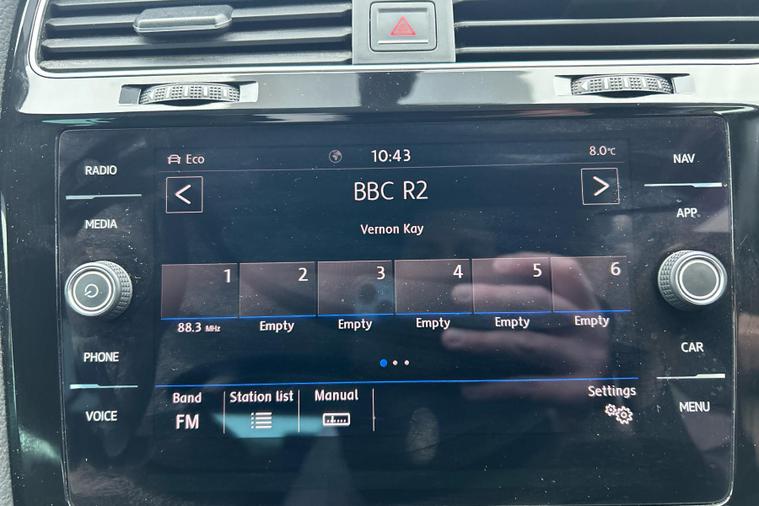 RADIO
MEDIA
PHONE
VOICE
Eco
10:43
8.0°C
<
BBC R2
>
Vernon Kay
1 2 3 4 5 6
88.3 MHz Empty Empty Empty Empty Empty
Band Station list Manual Settings
FM
NAV
APP
CAR
MENU